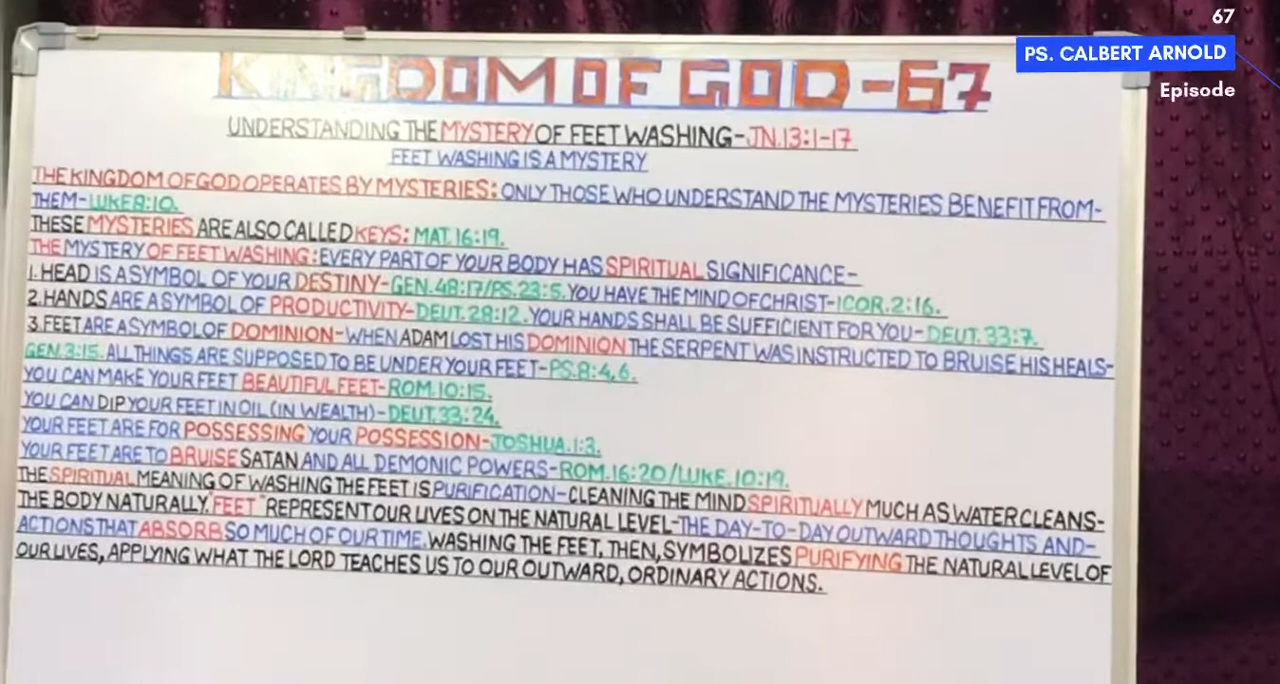 67
PS. CALBERT ARNOLD
Episode
KINGDOM OF GOD-67
UNDERSTANDING THE MYSTERY OF FEET WASHING-JN.13:1-17
FEET WASHING IS A MYSTERY
THE KINGDOM OF GOD OPERATES BY MYSTERIES: ONLY THOSE WHO UNDERSTAND THE MYSTERIES BENEFIT FROM-
THEM-LUKE8:10.
THESE MYSTERIES ARE ALSO CALLED KEYS: MAT.16:19.
THE MYSTERY OF FEET WASHING: EVERY PART OF YOUR BODY HAS SPIRITUAL SIGNIFICANCE-
1. HEAD IS A SYMBOL OF YOUR DESTINY-GEN.48:17/PS.23:5. YOU HAVE THE MIND OF CHRIST-ICOR.2:16.
2. HANDS ARE A SYMBOL OF PRODUCTIVITY-DEUT.28:12. YOUR HANDS SHALL BE SUFFICIENT FOR YOU-DEUT.33:7.
3. FEET ARE A SYMBOL OF DOMINION-WHEN ADAM LOST HIS DOMINION THE SERPENT WAS INSTRUCTED TO BRUISE HIS HEALS-
GEN.3:15. ALL THINGS ARE SUPPOSED TO BE UNDER YOUR FEET-PS.8:4,6.
YOU CAN MAKE YOUR FEET BEAUTIFUL FEET-ROM.10:15.
YOU CAN DIP YOUR FEET IN OIL (IN WEALTH)-DEUT.33:24.
YOUR FEET ARE FOR POSSESSING YOUR POSSESSION-JOSHUA.1:3.
YOUR FEET ARE TO BRUISE SATAN AND ALL DEMONIC POWERS-ROM.16:20/LUKE.10:19.
THE SPIRITUAL MEANING OF WASHING THE FEET IS PURIFICATION-CLEANING THE MIND SPIRITUALLY MUCH AS WATER CLEANS-
THE BODY NATURALLY. "FEET" REPRESENT OUR LIVES ON THE NATURAL LEVEL-THE DAY-TO-DAY OUTWARD THOUGHTS AND-
ACTIONS THAT ABSORB SO MUCH OF OUR TIME. WASHING THE FEET, THEN, SYMBOLIZES PURIFYING THE NATURAL LEVEL OF
OUR LIVES, APPLYING WHAT THE LORD TEACHES US TO OUR OUTWARD, ORDINARY ACTIONS.